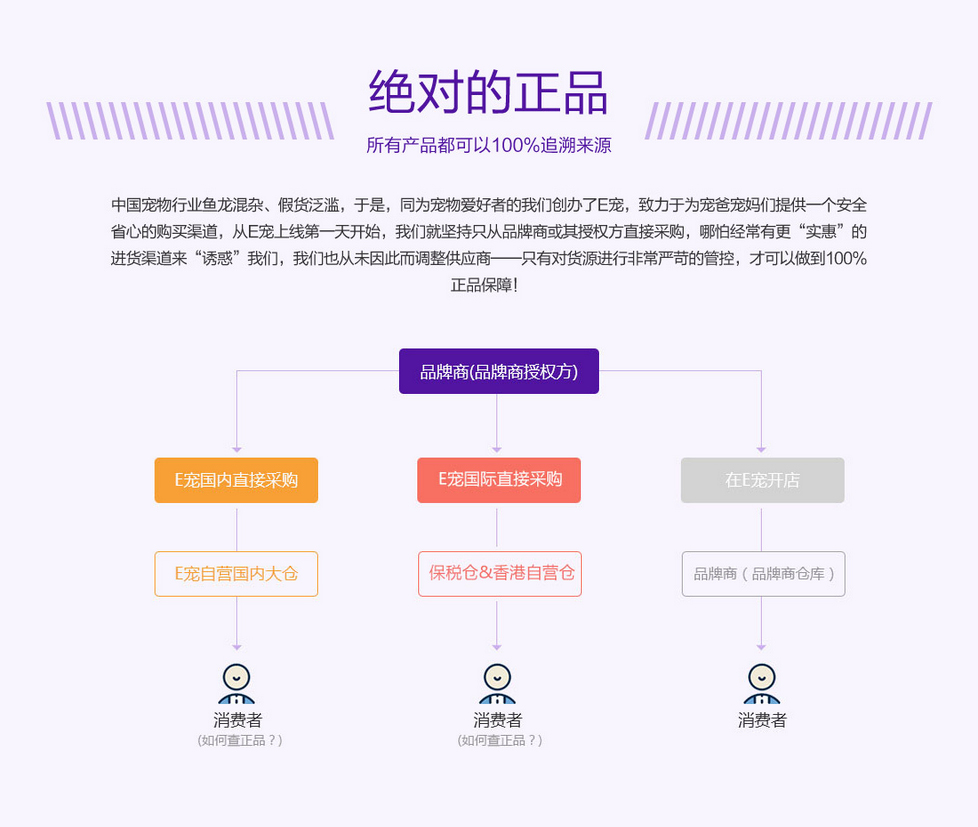 绝对的正品
所有产品都可以100%追溯来源
中国宠物行业鱼龙混杂、假货泛滥，于是，同为宠物爱好者的我们创办了E宠，致力于为宠爸宠妈们提供一个安全
省心的购买渠道，从E宠上线第一天开始，我们就坚持只从品牌商或其授权方直接采购，哪怕经常有更“实惠”的
进货渠道来“诱惑”我们，我们也从未因此而调整供应商——只有对货源进行非常严苛的管控，才可以做到100%
正品保障！
品牌商(品牌商授权方)
E宠国内直接采购
E宠国际直接采购
在E宠开店
E宠自营国内大仓
保税仓&香港自营仓
品牌商（品牌商仓库）
消费者
消费者
消费者
(如何查正品？)
(如何查正品？)